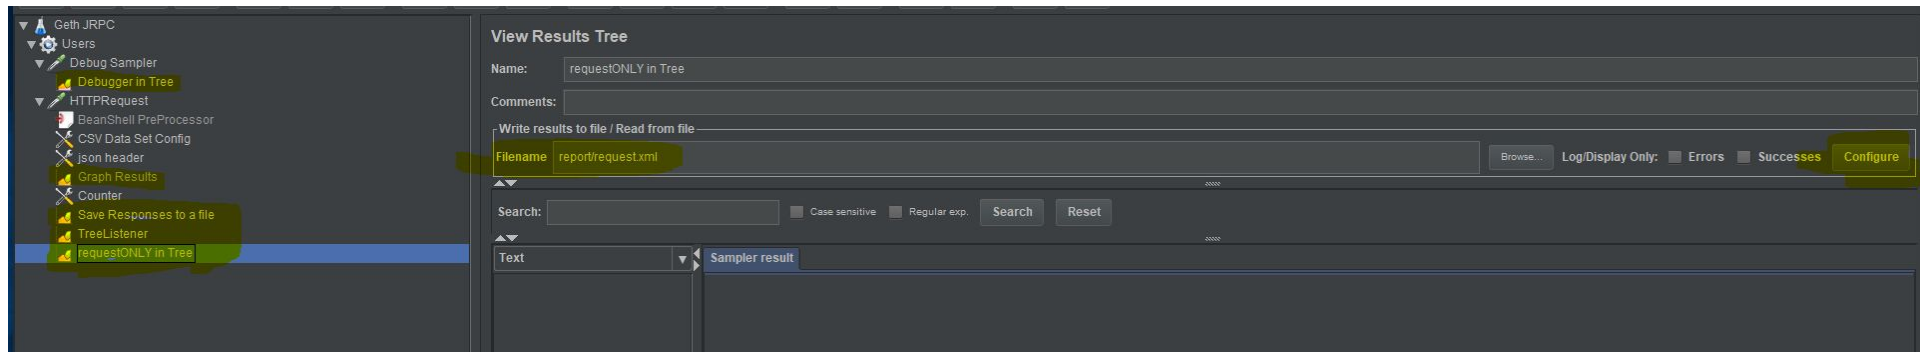 Geth JRPC
Users
Debug Sampler
Debugger in Tree
HTTPRequest
BeanShell PreProcessor
CSV Data Set Config
json header
Graph Results
Counter
Save Responses to a file
TreeListener
requestONLY in Tree
View Results Tree
Name: requestONLY in Tree
Comments:
Write results to file / Read from file
Filename report/request.xml Browse... Log/Display Only: Errors Successes Configure
Search: Case sensitive Regular exp. Search Reset
Text Sampler result